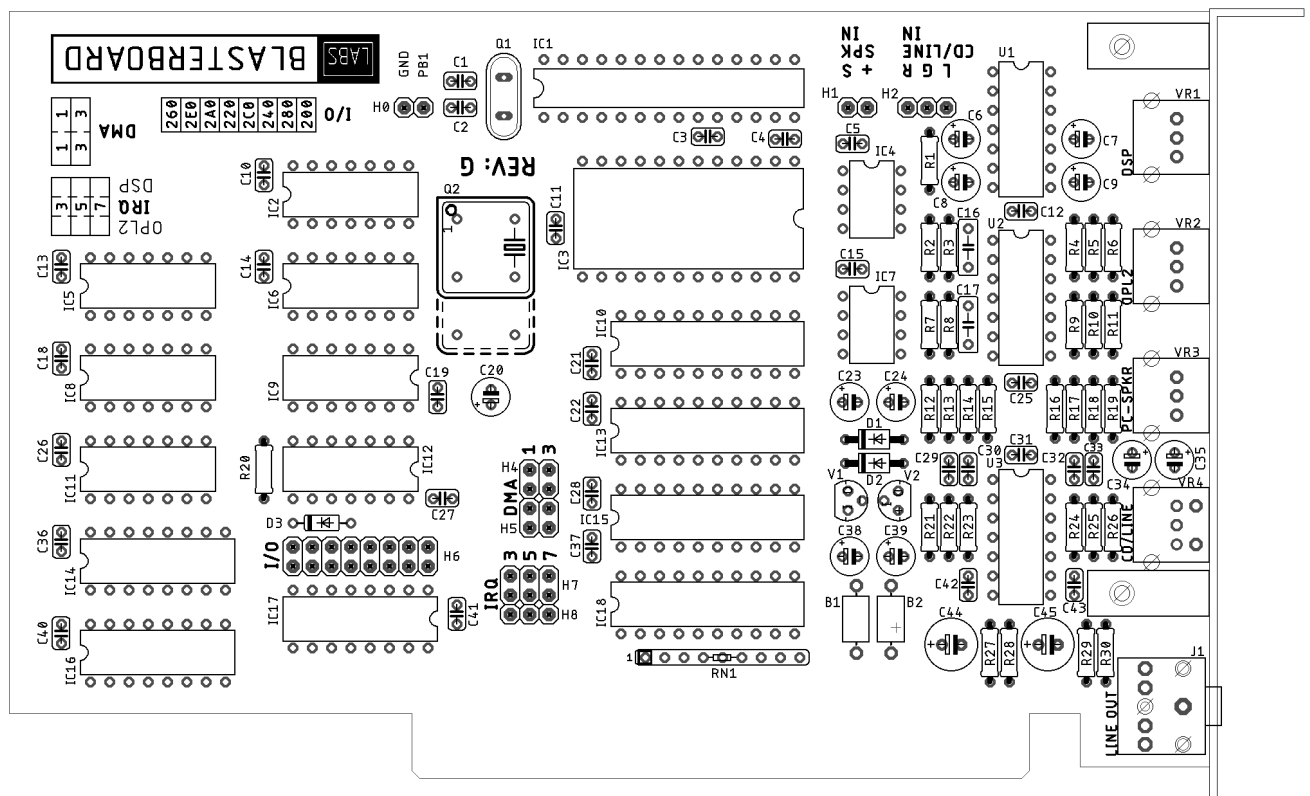 BLASTERBOARD LABS
GND
PB1
C1
C2
Q1
IC1
IN
SPK
S +
IN
CD/LINE
L G R
U1
VR1
DMA
1 3
1 3
I/O
260
2E0
2A0
220
2C0
240
280
200
H0
H1
H2
C3
C4
C5
C6
C7
DSP
REV: G
DSP
IRQ
OPL2
3 5 7
C10
IC2
Q2
1
C11
IC3
IC4
R1
C8
C9
C16
C12
U2
VR2
OPL2
C13
IC5
C14
IC6
C15
IC7
R2
R3
R4
R5
R6
C17
R7
R8
R9
R10
R11
IC10
C18
IC8
IC9
C19
C20
C21
C22
IC13
C23
C24
C25
VR3
PC-SPKR
R12
R13
R14
R15
R16
R17
R18
R19
C26
IC11
R20
IC12
C27
D1
D2
C29
C30
C31
C32
C33
C34
C35
U3
V1
V2
VR4
CD/LINE
1 3
DMA
H4
H5
C28
IC15
C37
D3
I/O
H6
R21
R22
R23
R24
R25
R26
C36
IC14
C38
C39
3 5 7
IRQ
H7
H8
IC17
C41
IC18
C42
C43
B1
B2
C44
C45
C40
IC16
1
RN1
R27
R28
R29
R30
J1
LINE OUT